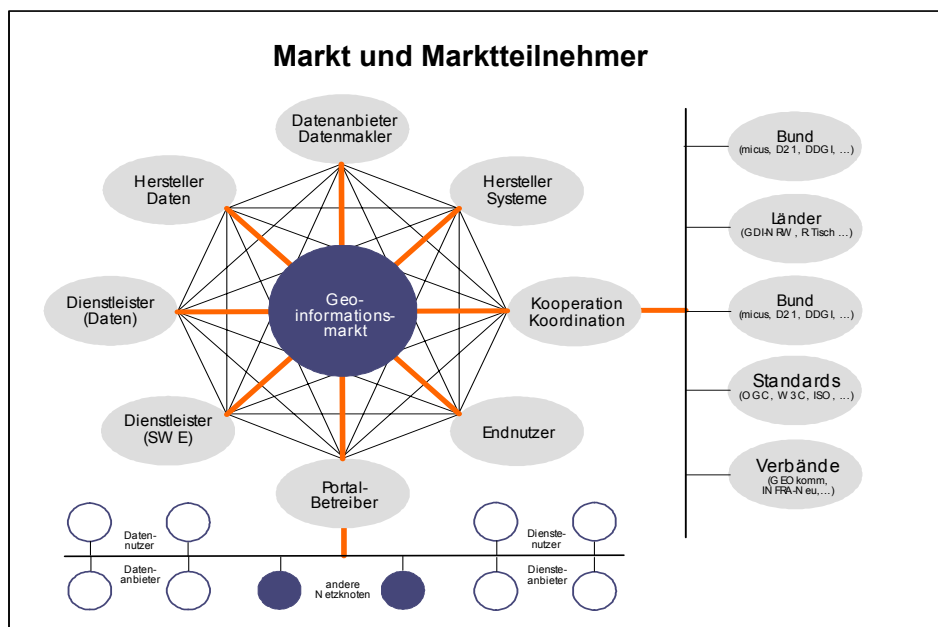 Markt und Marktteilnehmer
Datenanbieter
Datenmakler
Hersteller
Daten
Hersteller
Systeme
Dienstleister
(Daten)
Geo-
informations-
markt
Kooperation
Koordination
Dienstleister
(SW E)
Endnutzer
Portal-
Betreiber
Bund
(micus, D21, DDGI, ...)
Länder
(GDI-NRW, R.Tisch ...)
Bund
(micus, D21, DDGI, ...)
Standards
(OGC, W3C, ISO, ...)
Verbände
(GEOkomm,
INFRA-Neu,...)
Daten-
nutzer
Daten-
anbieter
andere
Netzknoten
Dienste-
nutzer
Dienste-
anbieter